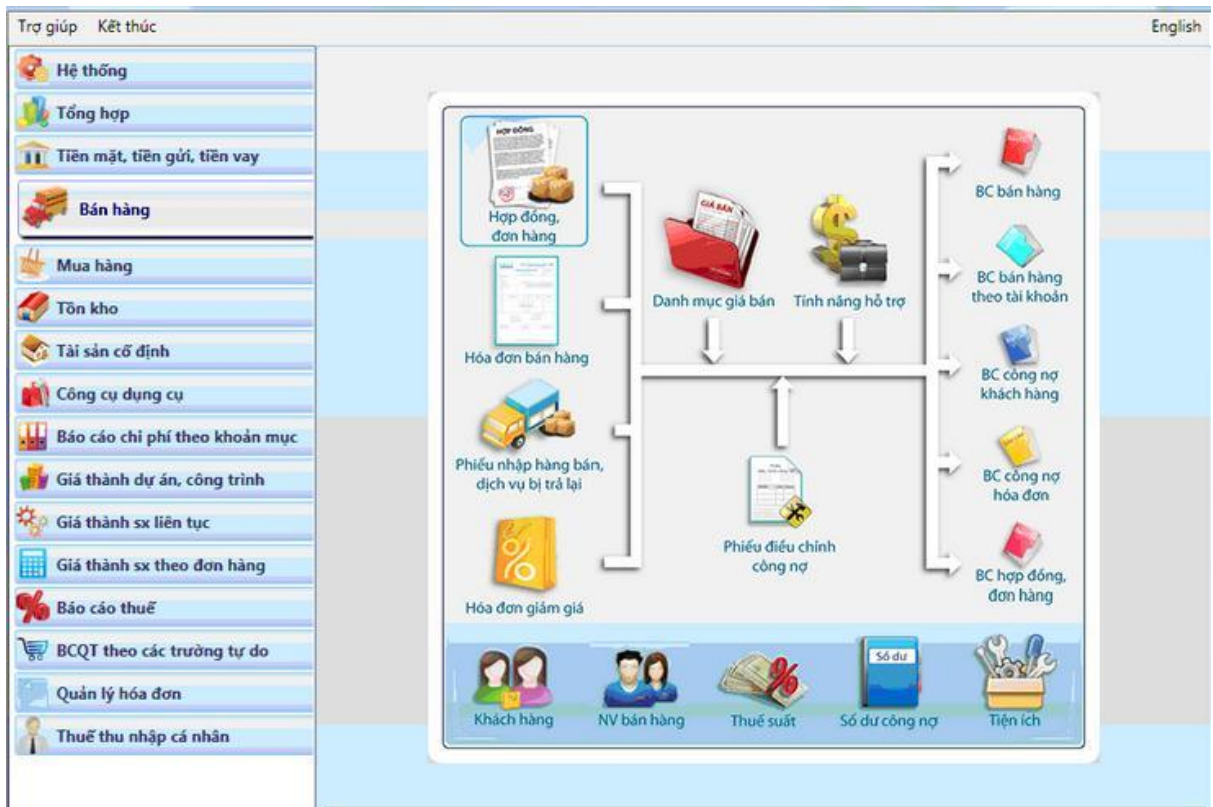 Trợ giúp Kết thúc English
Hệ thống
Tổng hợp
Tiền mặt, tiền gửi, tiền vay
Bán hàng
Mua hàng
Tồn kho
Tài sản cố định
Công cụ dụng cụ
Báo cáo chi phí theo khoản mục
Giá thành dự án, công trình
Giá thành sx liên tục
Giá thành sx theo đơn hàng
Báo cáo thuế
BCQT theo các trường tự do
Quản lý hóa đơn
Thuế thu nhập cá nhân
HỢP ĐỒNG
Hợp đồng,
đơn hàng
Hóa đơn bán hàng
Phiếu nhập hàng bán,
dịch vụ bị trả lại
Hóa đơn giảm giá
GIÁ BÁN
Danh mục giá bán
Tính năng hỗ trợ
Phiếu điều chỉnh
công nợ
BC bán hàng
BC bán hàng
theo tài khoản
BC công nợ
khách hàng
BC công nợ
hóa đơn
BC hợp đồng,
đơn hàng
Khách hàng
NV bán hàng
%
Thuế suất
Số dư
Số dư công nợ
Tiện ích